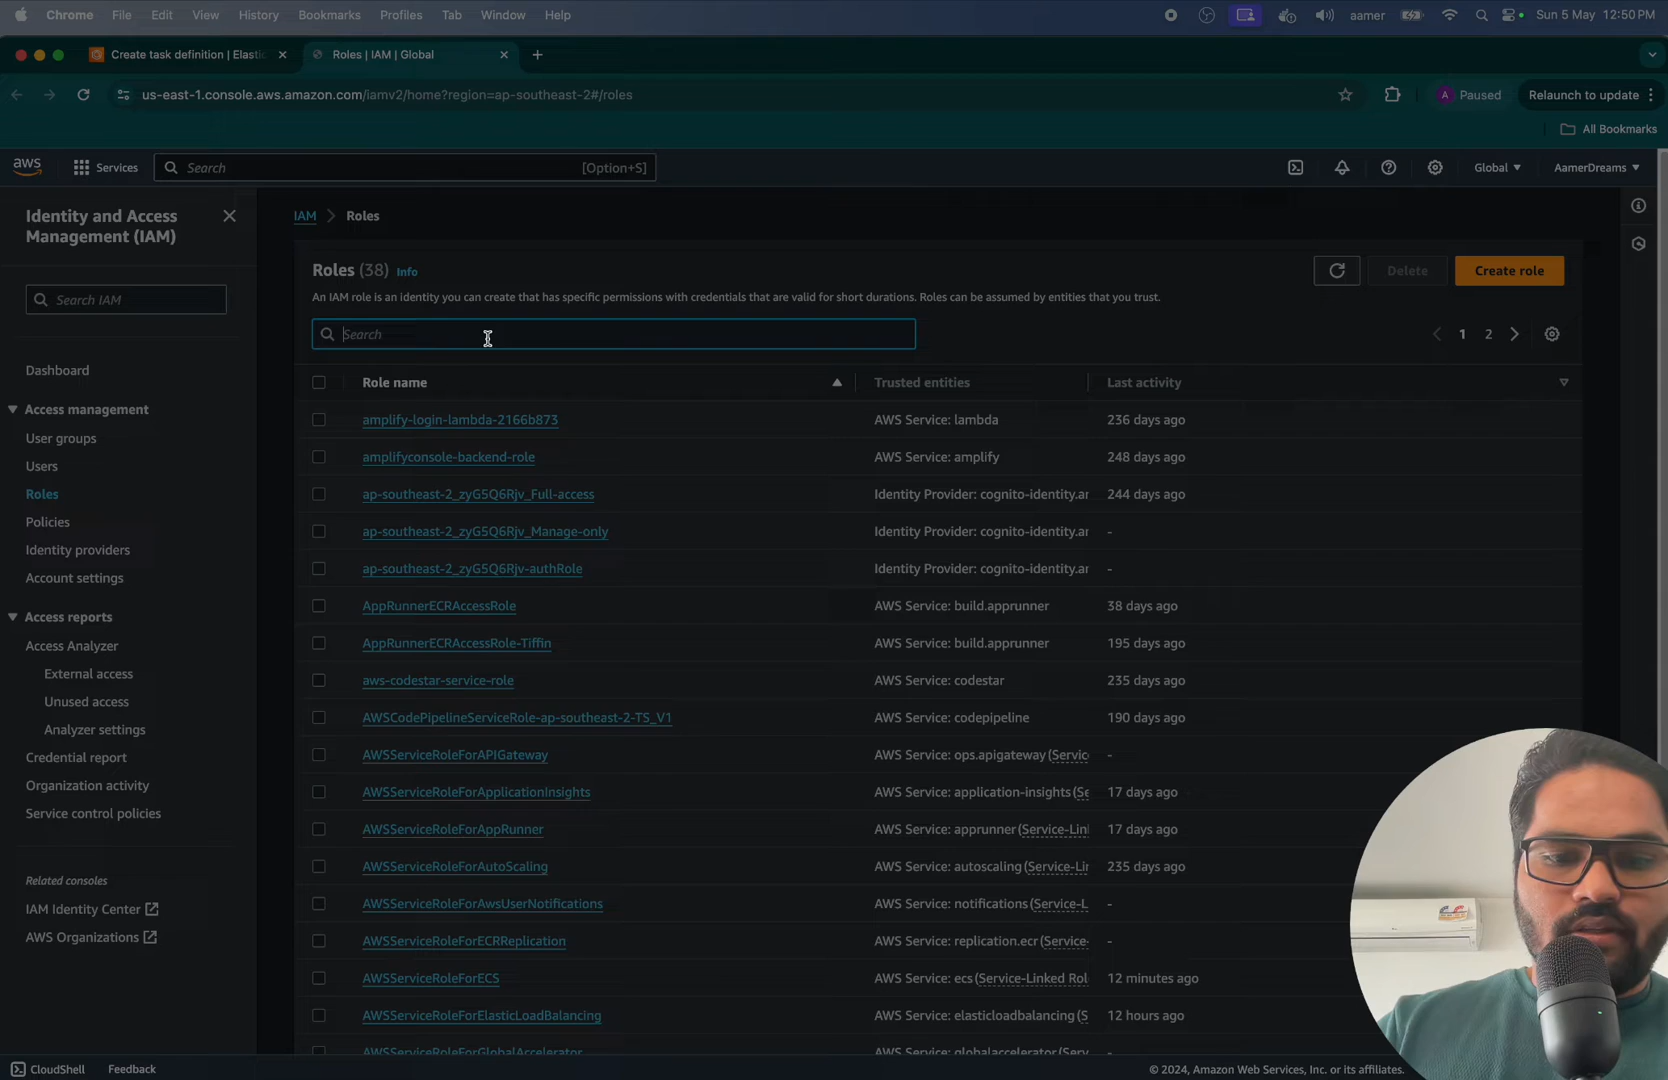 Chrome File Edit View History Bookmarks Profiles Tab Window Help aamer Sun 5 May 12:50 PM
Create task definition | Elastic Roles | IAM | Global
us-east-1.console.aws.amazon.com/iamv2/home?region=ap-southeast-2#/roles A Paused Relaunch to update
All Bookmarks
aws Services Search [Option+S] Global AamerDreams
Identity and Access
Management (IAM)
Search IAM
Dashboard
Access management
User groups
Users
Roles
Policies
Identity providers
Account settings
Access reports
Access Analyzer
External access
Unused access
Analyzer settings
Credential report
Organization activity
Service control policies
Related consoles
IAM Identity Center
AWS Organizations
IAM Roles
Roles (38) Info Delete Create role
An IAM role is an identity you can create that has specific permissions with credentials that are valid for short durations. Roles can be assumed by entities that you trust.
Search 1 2
Role name Trusted entities Last activity
amplify-login-lambda-2166b873 AWS Service: lambda 236 days ago
amplifyconsole-backend-role AWS Service: amplify 248 days ago
ap-southeast-2_zyG5Q6Rjv_Full-access Identity Provider: cognito-identity.ar 244 days ago
ap-southeast-2_zyG5Q6Rjv_Manage-only Identity Provider: cognito-identity.ar -
ap-southeast-2_zyG5Q6Rjv-authRole Identity Provider: cognito-identity.ar -
AppRunnerECRAccessRole AWS Service: build.apprunner 38 days ago
AppRunnerECRAccessRole-Tiffin AWS Service: build.apprunner 195 days ago
aws-codestar-service-role AWS Service: codestar 235 days ago
AWSCodePipelineServiceRole-ap-southeast-2-TS_V1 AWS Service: codepipeline 190 days ago
AWSServiceRoleForAPIGateway AWS Service: ops.apigateway (Servic -
AWSServiceRoleForApplicationInsights AWS Service: application-insights (Se 17 days ago
AWSServiceRoleForAppRunner AWS Service: apprunner (Service-Lin 17 days ago
AWSServiceRoleForAutoScaling AWS Service: autoscaling (Service-Li 235 days ago
AWSServiceRoleForAwsUserNotifications AWS Service: notifications (Service-L -
AWSServiceRoleForECRReplication AWS Service: replication.ecr (Service- -
AWSServiceRoleForECS AWS Service: ecs (Service-Linked Rol 12 minutes ago
AWSServiceRoleForElasticLoadBalancing AWS Service: elasticloadbalancing (S 12 hours ago
AWSServiceRoleForGlobalAccelerator AWS Service: globalaccelerator (Serv -
CloudShell Feedback © 2024, Amazon Web Services, Inc. or its affiliates.